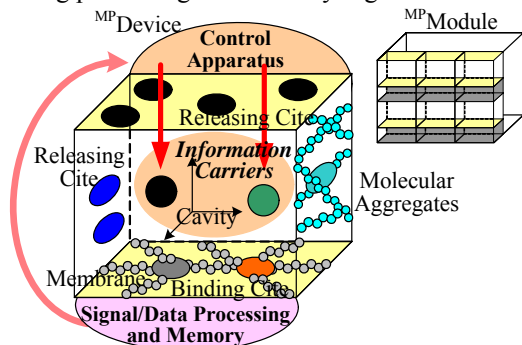 MPDevice
Control
Apparatus
MPModule
Releasing Cite
Releasing
Cite
Information
Carriers
Molecular
Aggregates
Cavity
Membrane
Binding Cite
Signal/Data Processing
and Memory